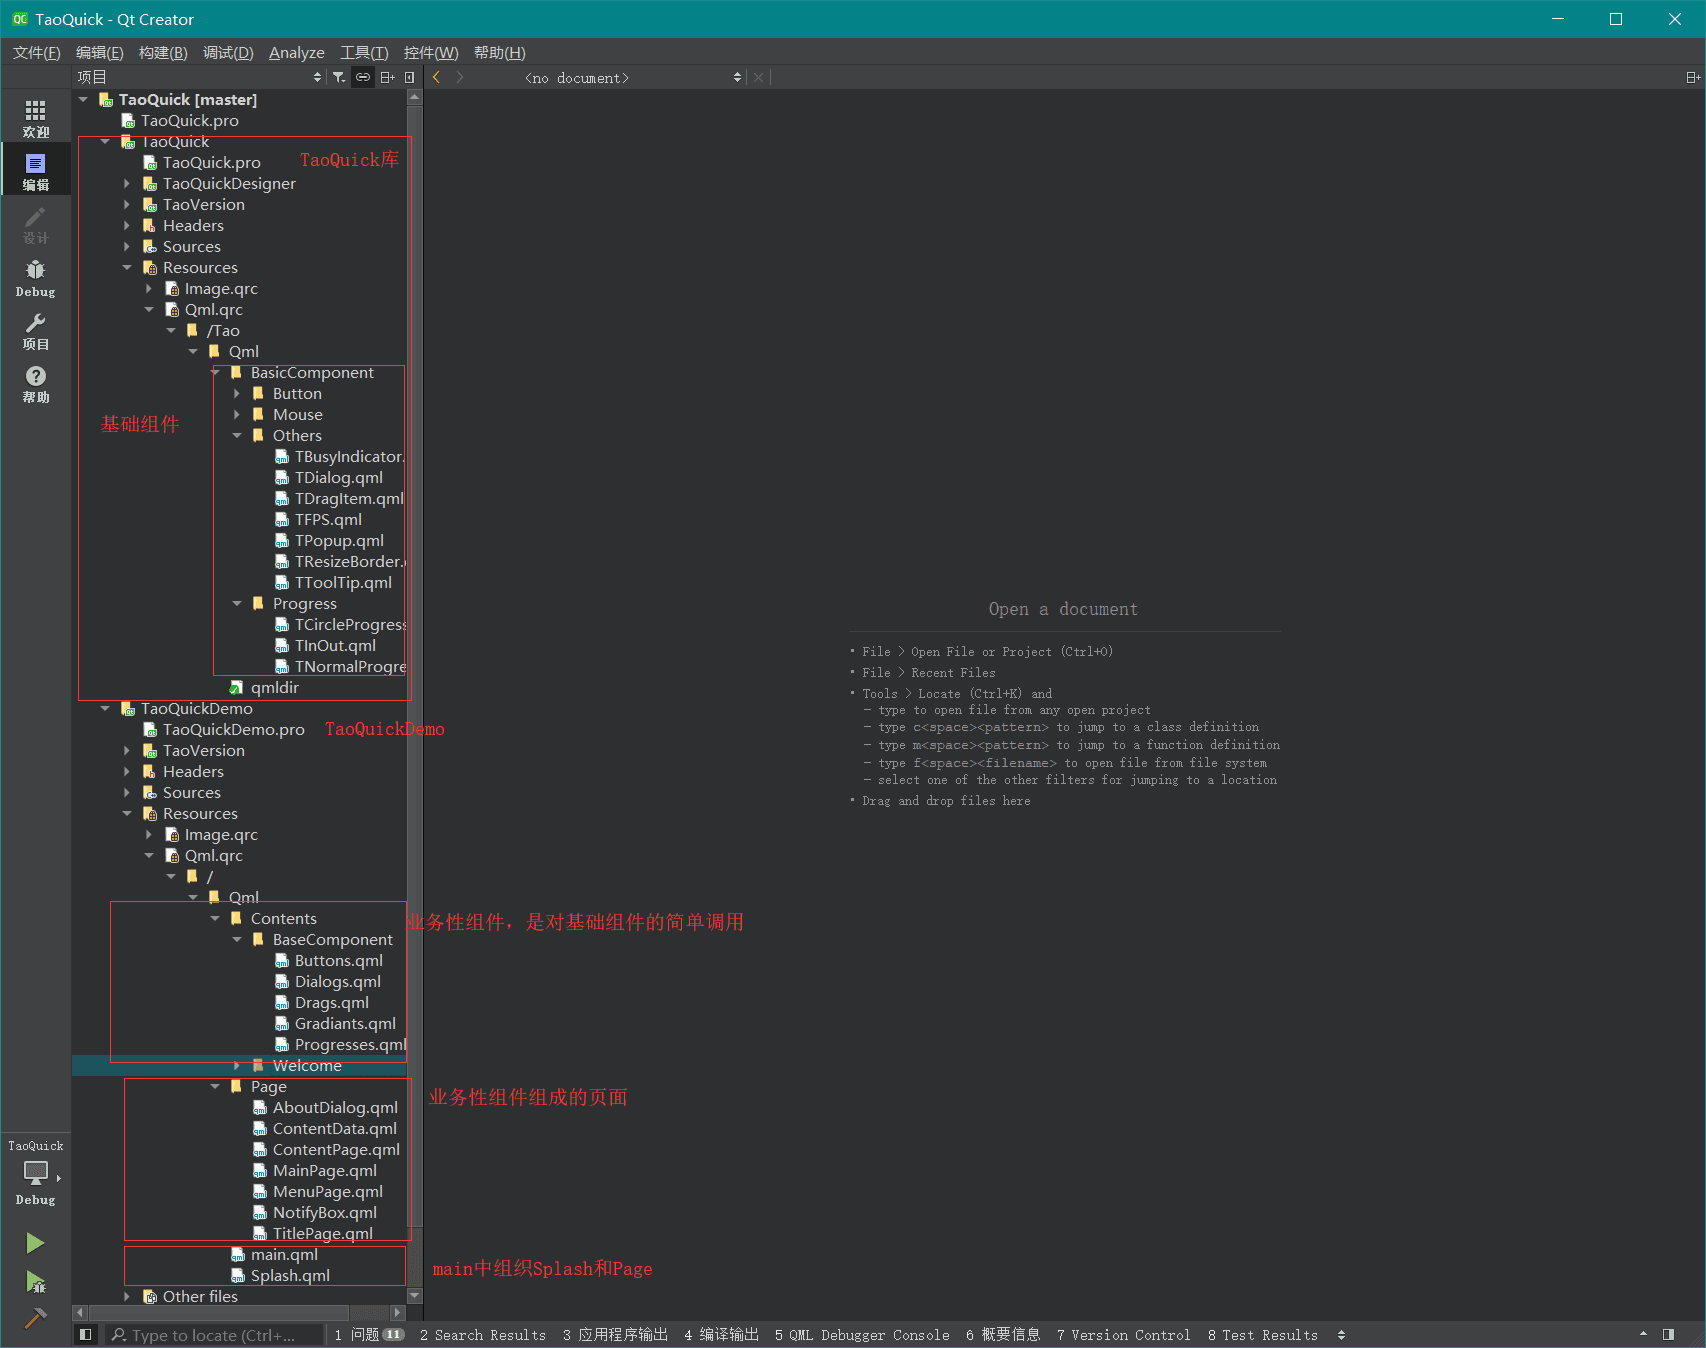 TaoQuick - Qt Creator
文件(F) 编辑(E) 构建(B) 调试(D) Analyze 工具(T) 控件(W) 帮助(H)
项目
<no document>
欢迎
编辑
设计
Debug
项目
帮助
TaoQuick [master]
TaoQuick.pro
TaoQuick
TaoQuick.pro
TaoQuick库
TaoQuickDesigner
TaoVersion
Headers
Sources
Resources
Image.qrc
Qml.qrc
/Tao
Qml
BasicComponent
Button
Mouse
基础组件
Others
TBusyIndicator.
TDialog.qml
TDragItem.qml
TFPS.qml
TPopup.qml
TResizeBorder.
TToolTip.qml
Progress
TCircleProgress
TInOut.qml
TNormalProgre
qmldir
TaoQuickDemo
TaoQuickDemo.pro
TaoQuickDemo
TaoVersion
Headers
Sources
Resources
Image.qrc
Qml.qrc
/
Qml
Contents
业务性组件，是对基础组件的简单调用
BaseComponent
Buttons.qml
Dialogs.qml
Drags.qml
Gradiants.qml
Progresses.qml
Welcome
Page
业务性组件组成的页面
AboutDialog.qml
ContentData.qml
ContentPage.qml
MainPage.qml
MenuPage.qml
NotifyBox.qml
TitlePage.qml
main.qml
main中组织Splash和Page
Splash.qml
Other files
Open a document
• File > Open File or Project (Ctrl+O)
• File > Recent Files
• Tools > Locate (Ctrl+K) and
- type to open file from any open project
- type c<space><pattern> to jump to a class definition
- type m<space><pattern> to jump to a function definition
- type f<space><filename> to open file from file system
- select one of the other filters for jumping to a location
• Drag and drop files here
TaoQuick
Debug
Type to locate (Ctrl+...
1 问题 11 2 Search Results 3 应用程序输出 4 编译输出 5 QML Debugger Console 6 概要信息 7 Version Control 8 Test Results